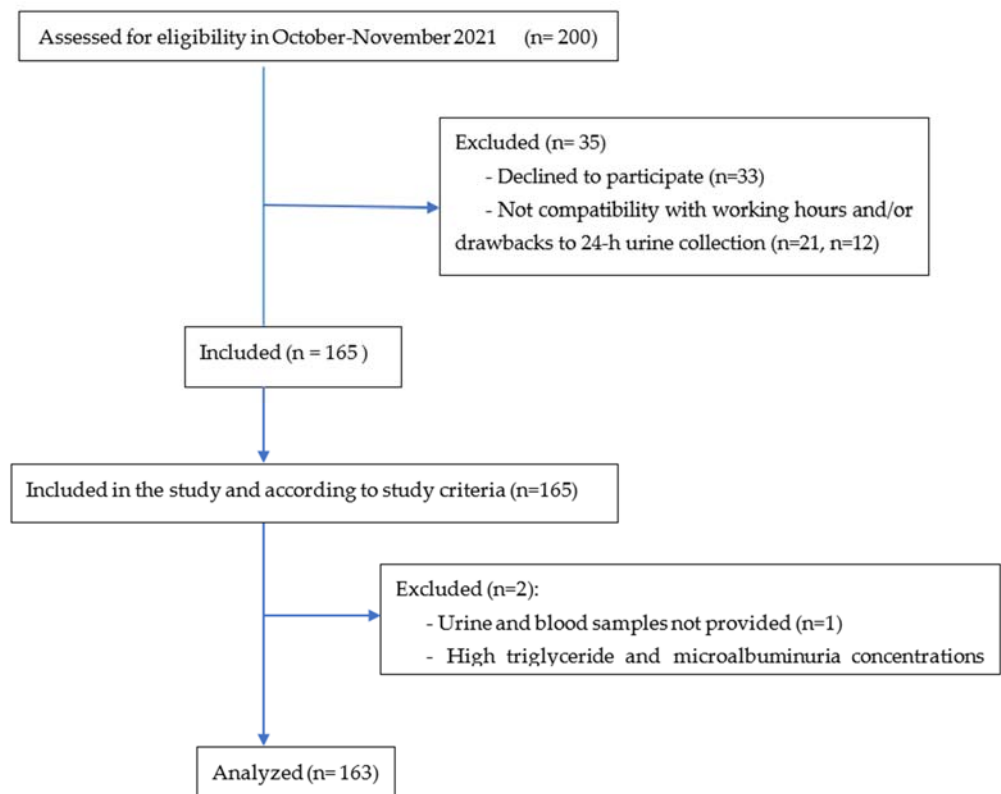 Assessed for eligibility in October-November 2021 (n= 200)
Excluded (n= 35)
- Declined to participate (n=33)
- Not compatibility with working hours and/or
drawbacks to 24-h urine collection (n=21, n=12)
Included (n = 165 )
Included in the study and according to study criteria (n=165)
Excluded (n=2):
- Urine and blood samples not provided (n=1)
- High triglyceride and microalbuminuria concentrations
Analyzed (n= 163)